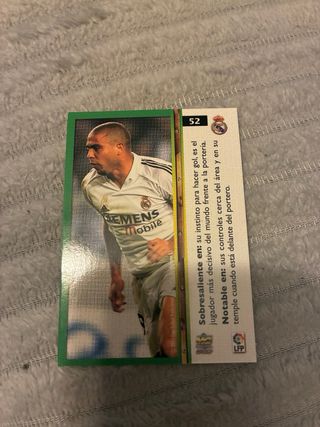 52
SIEMENS
mobile
Sobresaliente en: su instinto para hacer gol, es el
jugador más decisivo del mundo frente a la portería.
Notable en: sus controles cerca del área y en su
temple cuando está delante del portero.
LFP